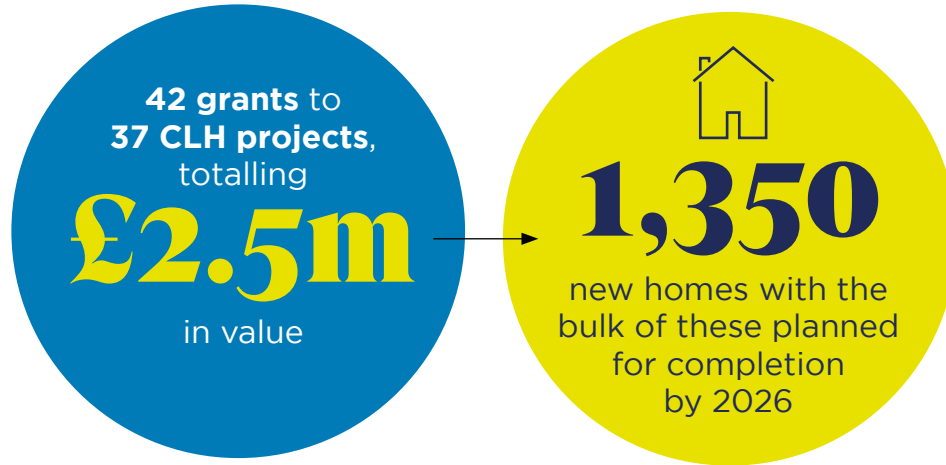 42 grants to
37 CLH projects,
totalling
£2.5m
in value
1,350
new homes with the
bulk of these planned
for completion
by 2026